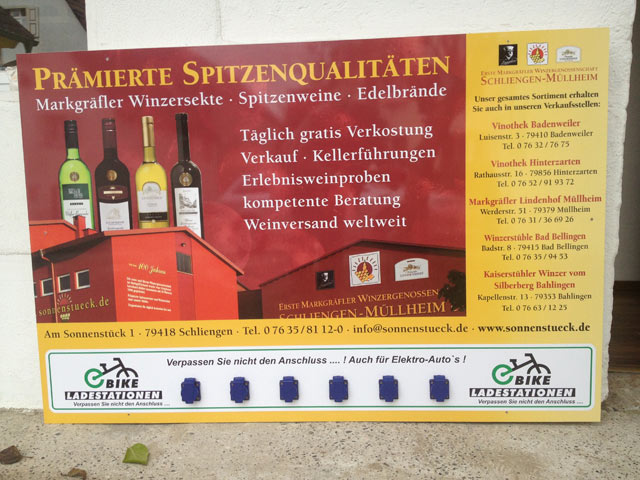 PRÄMIERTE SPITZENQUALITÄTEN
Markgräfler Winzersekte · Spitzenweine · Edelbrände
Täglich gratis Verkostung
Verkauf · Kellerführungen
Erlebnisweinproben
kompetente Beratung
Weinversand weltweit
100 Jahre
sonnenstueck.de
ERSTE MARKGRÄFLER WINZERGENOSSEN
SCHLIENGEN-MÜLLHEIM
Am Sonnenstück 1 · 79418 Schliengen · Tel. 0 76 35/81 12-0 · info@sonnenstueck.de · www.sonnenstueck.de
ERSTE MARKGRÄFLER WINZERGENOSSENSCHAFT
SCHLIENGEN-MÜLLHEIM
Unser gesamtes Sortiment erhalten
Sie auch in unseren Verkaufsstellen:
Vinothek Badenweiler
Luisenstr. 3 · 79410 Badenweiler
Tel. 0 76 32/76 75
Vinothek Hinterzarten
Rathausstr. 16 · 79856 Hinterzarten
Tel. 0 76 52/91 93 72
Markgräfler Lindenhof Müllheim
Werderstr. 51 · 79379 Müllheim
Tel. 0 76 31/36 69 26
Winzerstüble Bad Bellingen
Badstr. 8 · 79415 Bad Bellingen
Tel. 0 76 35/94 53
Kaiserstühler Winzer vom
Silberberg Bahlingen
Kapellenstr. 13 · 79353 Bahlingen
Tel. 0 76 63/12 25
Verpassen Sie nicht den Anschluss .... ! Auch für Elektro-Auto`s !
eBIKE
LADESTATIONEN
Verpassen Sie nicht den Anschluss ....
eBIKE
LADESTATIONEN
Verpassen Sie nicht den Anschluss ....